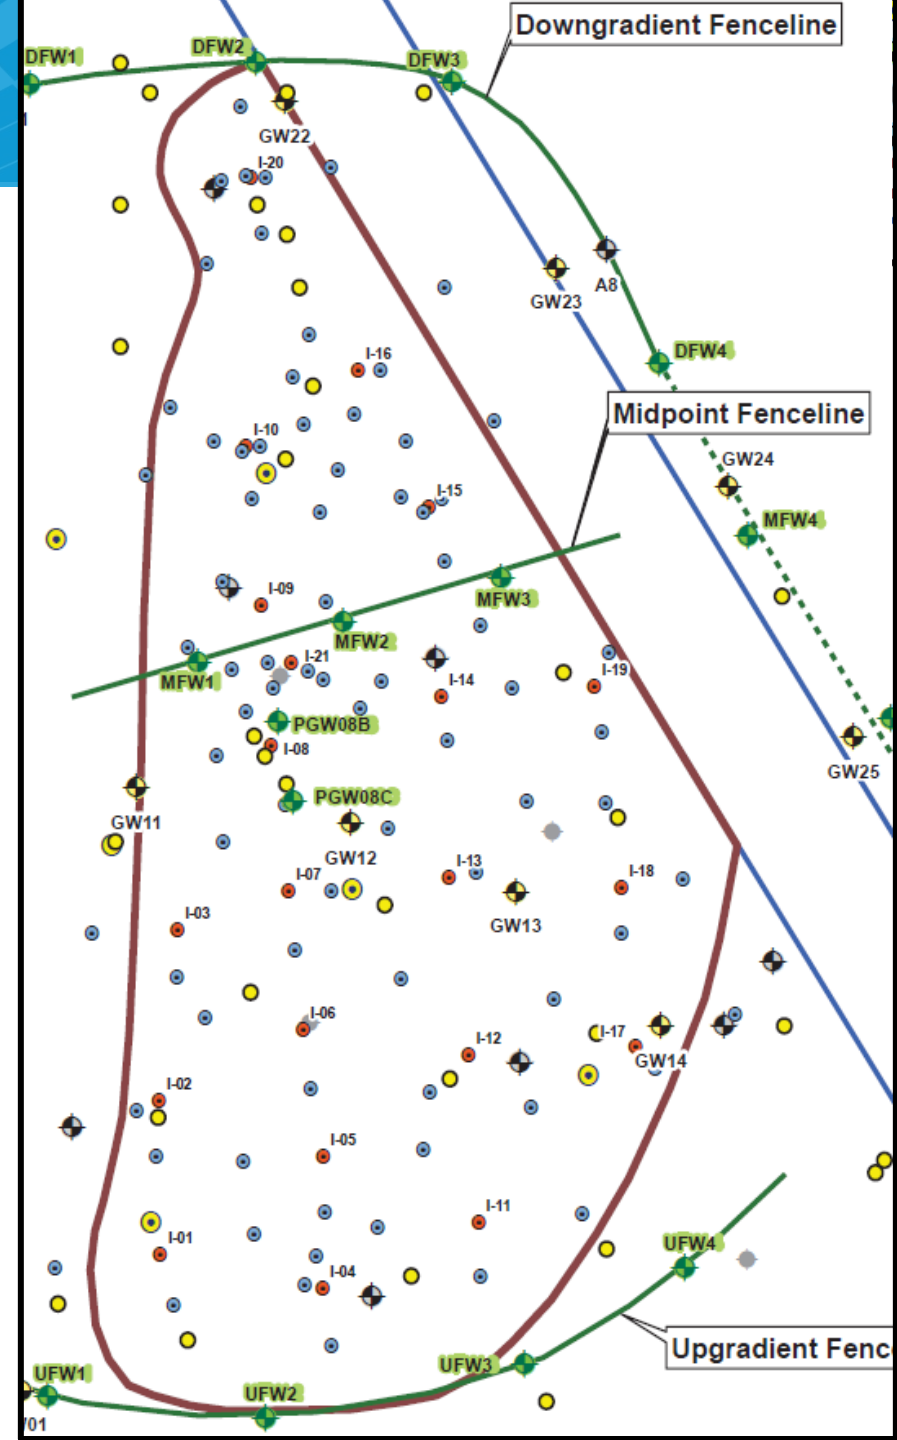 Downgradient Fenceline
DFW1
DFW2
DFW3
GW22
I-20
GW23
A8
DFW4
I-16
Midpoint Fenceline
I-10
GW24
I-15
MFW4
I-09
MFW3
MFW2
I-21
MFW1
I-14
I-19
PGW08B
I-08
GW25
PGW08C
GW11
GW12
I-13
I-07
I-18
I-03
GW13
I-06
I-12
I-17
GW14
I-02
I-05
I-11
I-01
UFW4
I-04
Upgradient Fenc
UFW3
UFW1
UFW2
/01